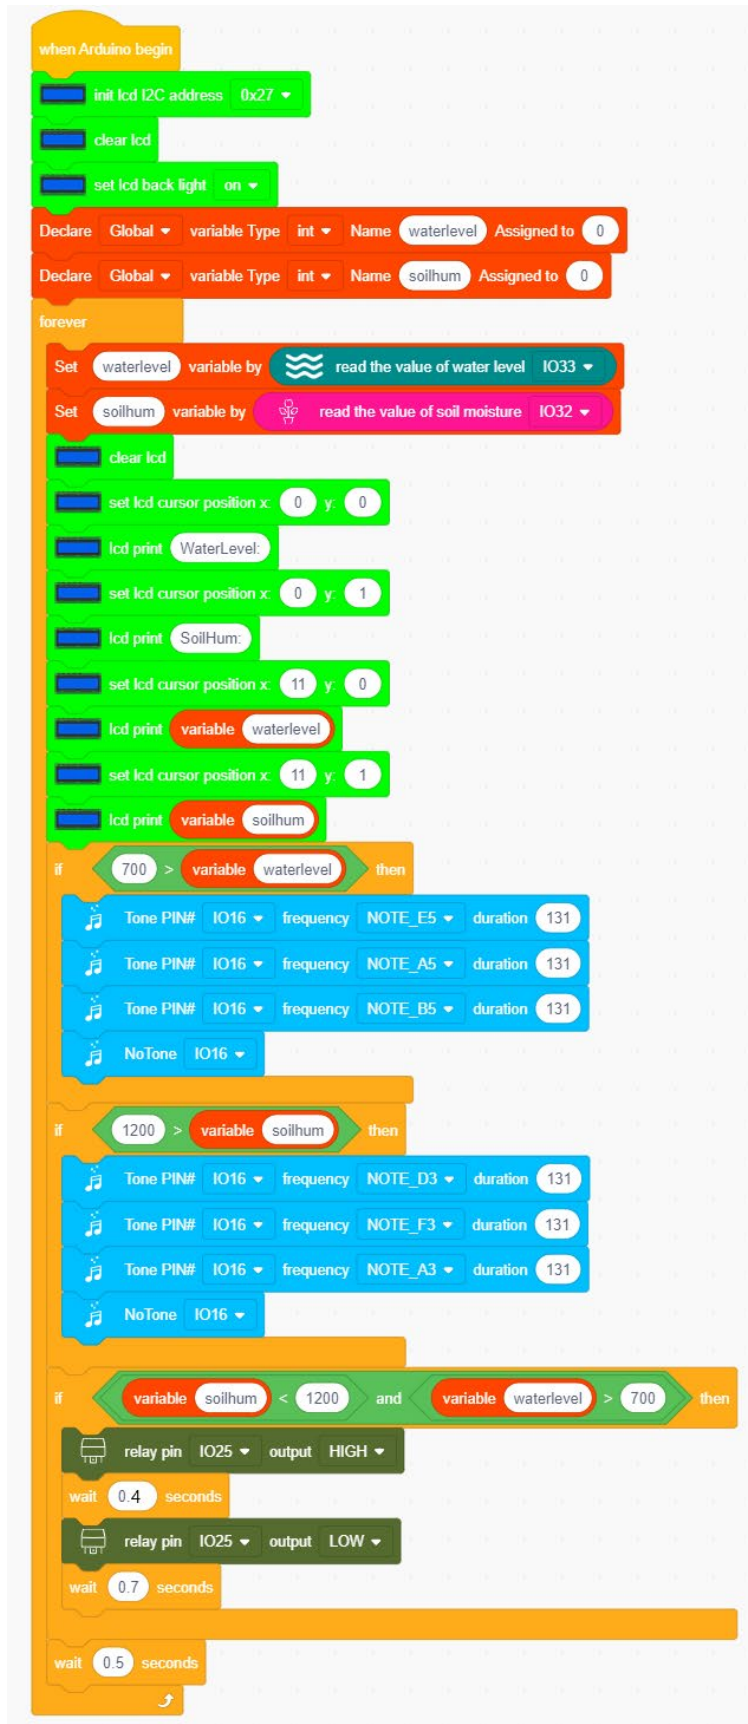 when Arduino begin
init lcd I2C address 0x27
clear lcd
set lcd back light on
Declare Global variable Type int Name waterlevel Assigned to 0
Declare Global variable Type int Name soilhum Assigned to 0
forever
Set waterlevel variable by read the value of water level IO33
Set soilhum variable by read the value of soil moisture IO32
clear lcd
set lcd cursor position x: 0 y: 0
lcd print WaterLevel:
set lcd cursor position x: 0 y: 1
lcd print SoilHum:
set lcd cursor position x: 11 y: 0
lcd print variable waterlevel
set lcd cursor position x: 11 y: 1
lcd print variable soilhum
if 700 > variable waterlevel then
Tone PIN# IO16 frequency NOTE_E5 duration 131
Tone PIN# IO16 frequency NOTE_A5 duration 131
Tone PIN# IO16 frequency NOTE_B5 duration 131
NoTone IO16
if 1200 > variable soilhum then
Tone PIN# IO16 frequency NOTE_D3 duration 131
Tone PIN# IO16 frequency NOTE_F3 duration 131
Tone PIN# IO16 frequency NOTE_A3 duration 131
NoTone IO16
if variable soilhum < 1200 and variable waterlevel > 700 then
relay pin IO25 output HIGH
wait 0.4 seconds
relay pin IO25 output LOW
wait 0.7 seconds
wait 0.5 seconds